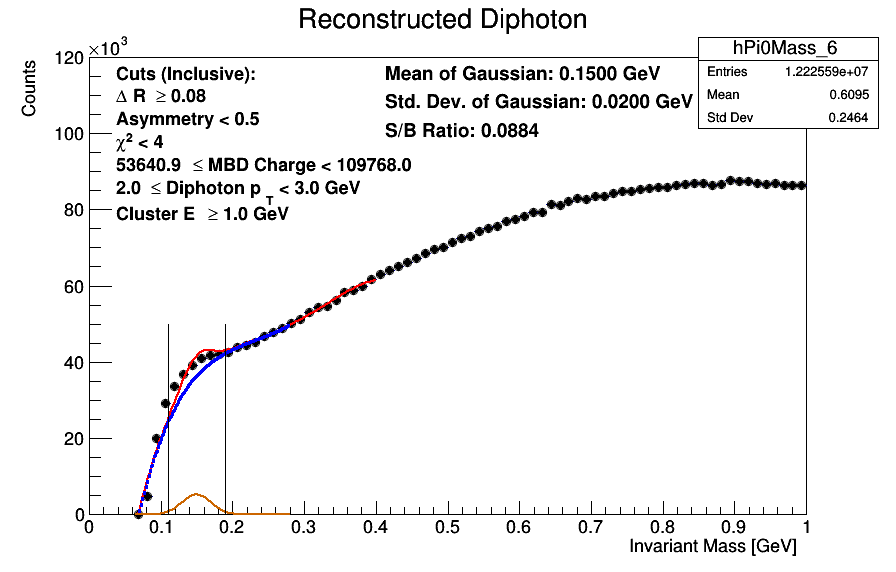 Reconstructed Diphoton
hPi0Mass_6
Entries 1.222559e+07
Mean 0.6095
Std Dev 0.2464
×10³
Counts
Cuts (Inclusive):
Δ R ≥ 0.08
Asymmetry < 0.5
χ² < 4
53640.9 ≤ MBD Charge < 109768.0
2.0 ≤ Diphoton p_T < 3.0 GeV
Cluster E ≥ 1.0 GeV
Mean of Gaussian: 0.1500 GeV
Std. Dev. of Gaussian: 0.0200 GeV
S/B Ratio: 0.0884
120
100
80
60
40
20
0
0 0.1 0.2 0.3 0.4 0.5 0.6 0.7 0.8 0.9 1
Invariant Mass [GeV]